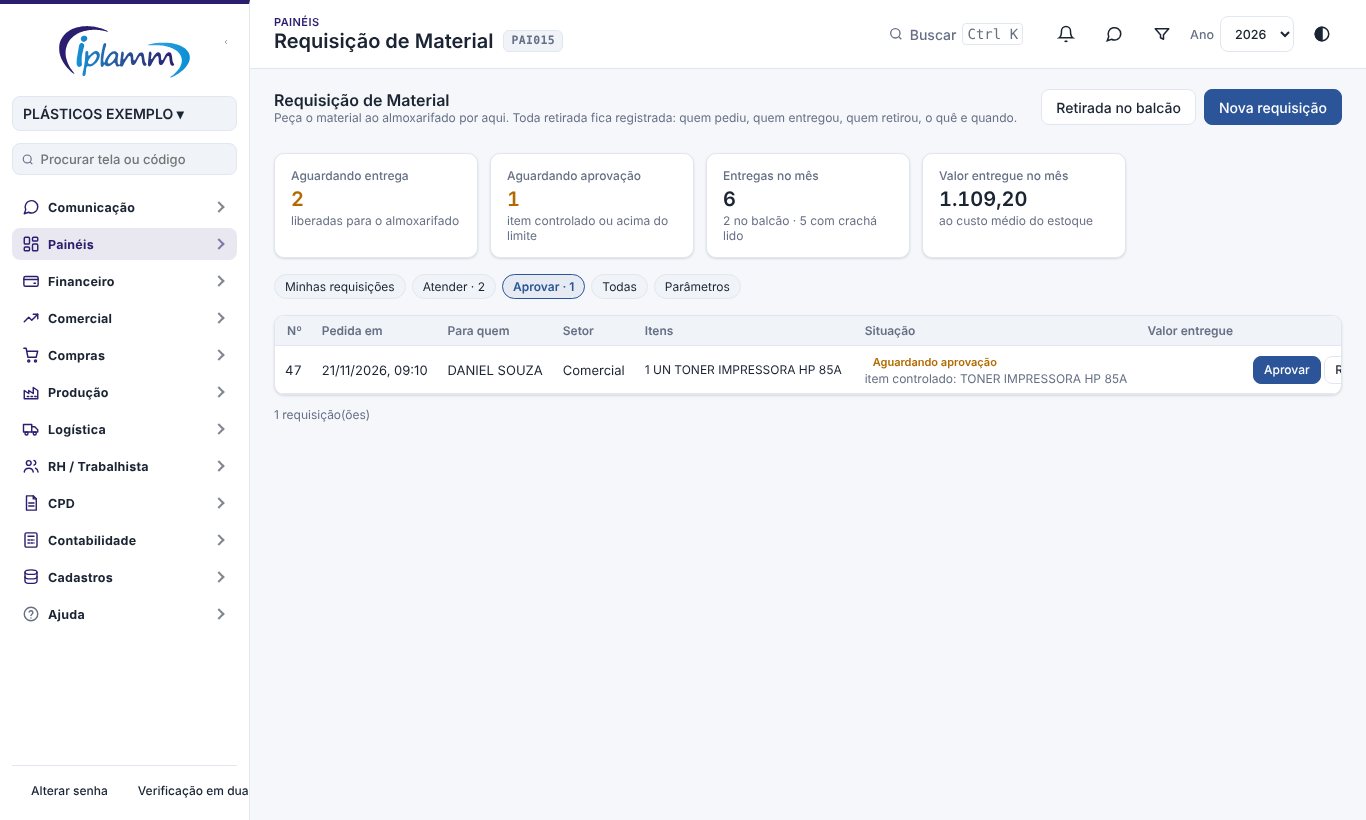 iplamm
PLÁSTICOS EXEMPLO ▾
Procurar tela ou código
Comunicação
Painéis
Financeiro
Comercial
Compras
Produção
Logística
RH / Trabalhista
CPD
Contabilidade
Cadastros
Ajuda
Alterar senha
Verificação em dua
PAINÉIS
Requisição de Material PAI015
Buscar Ctrl K
Ano 2026
Requisição de Material
Peça o material ao almoxarifado por aqui. Toda retirada fica registrada: quem pediu, quem entregou, quem retirou, o quê e quando.
Retirada no balcão
Nova requisição
Aguardando entrega
2
liberadas para o almoxarifado
Aguardando aprovação
1
item controlado ou acima do
limite
Entregas no mês
6
2 no balcão · 5 com crachá
lido
Valor entregue no mês
1.109,20
ao custo médio do estoque
Minhas requisições
Atender · 2
Aprovar · 1
Todas
Parâmetros
Nº Pedida em Para quem Setor Itens Situação Valor entregue
47 21/11/2026, 09:10 DANIEL SOUZA Comercial 1 UN TONER IMPRESSORA HP 85A
Aguardando aprovação
item controlado: TONER IMPRESSORA HP 85A
Aprovar
1 requisição(ões)